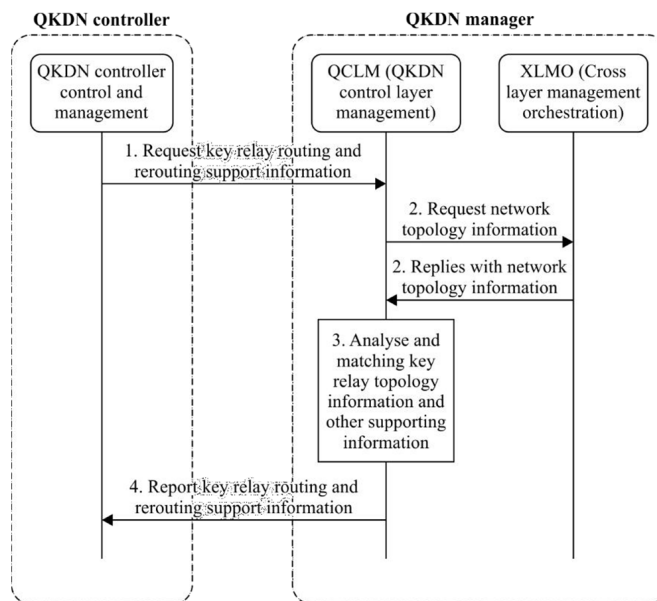 QKDN controller
QKDN manager
QKDN controller
control and
management
QCLM (QKDN
control layer
management)
XLMO (Cross
layer management
orchestration)
1. Request key relay routing and
rerouting support information
2. Request network
topology information
2. Replies with network
topology information
3. Analyse and
matching key
relay topology
information and
other supporting
information
4. Report key relay routing and
rerouting support information